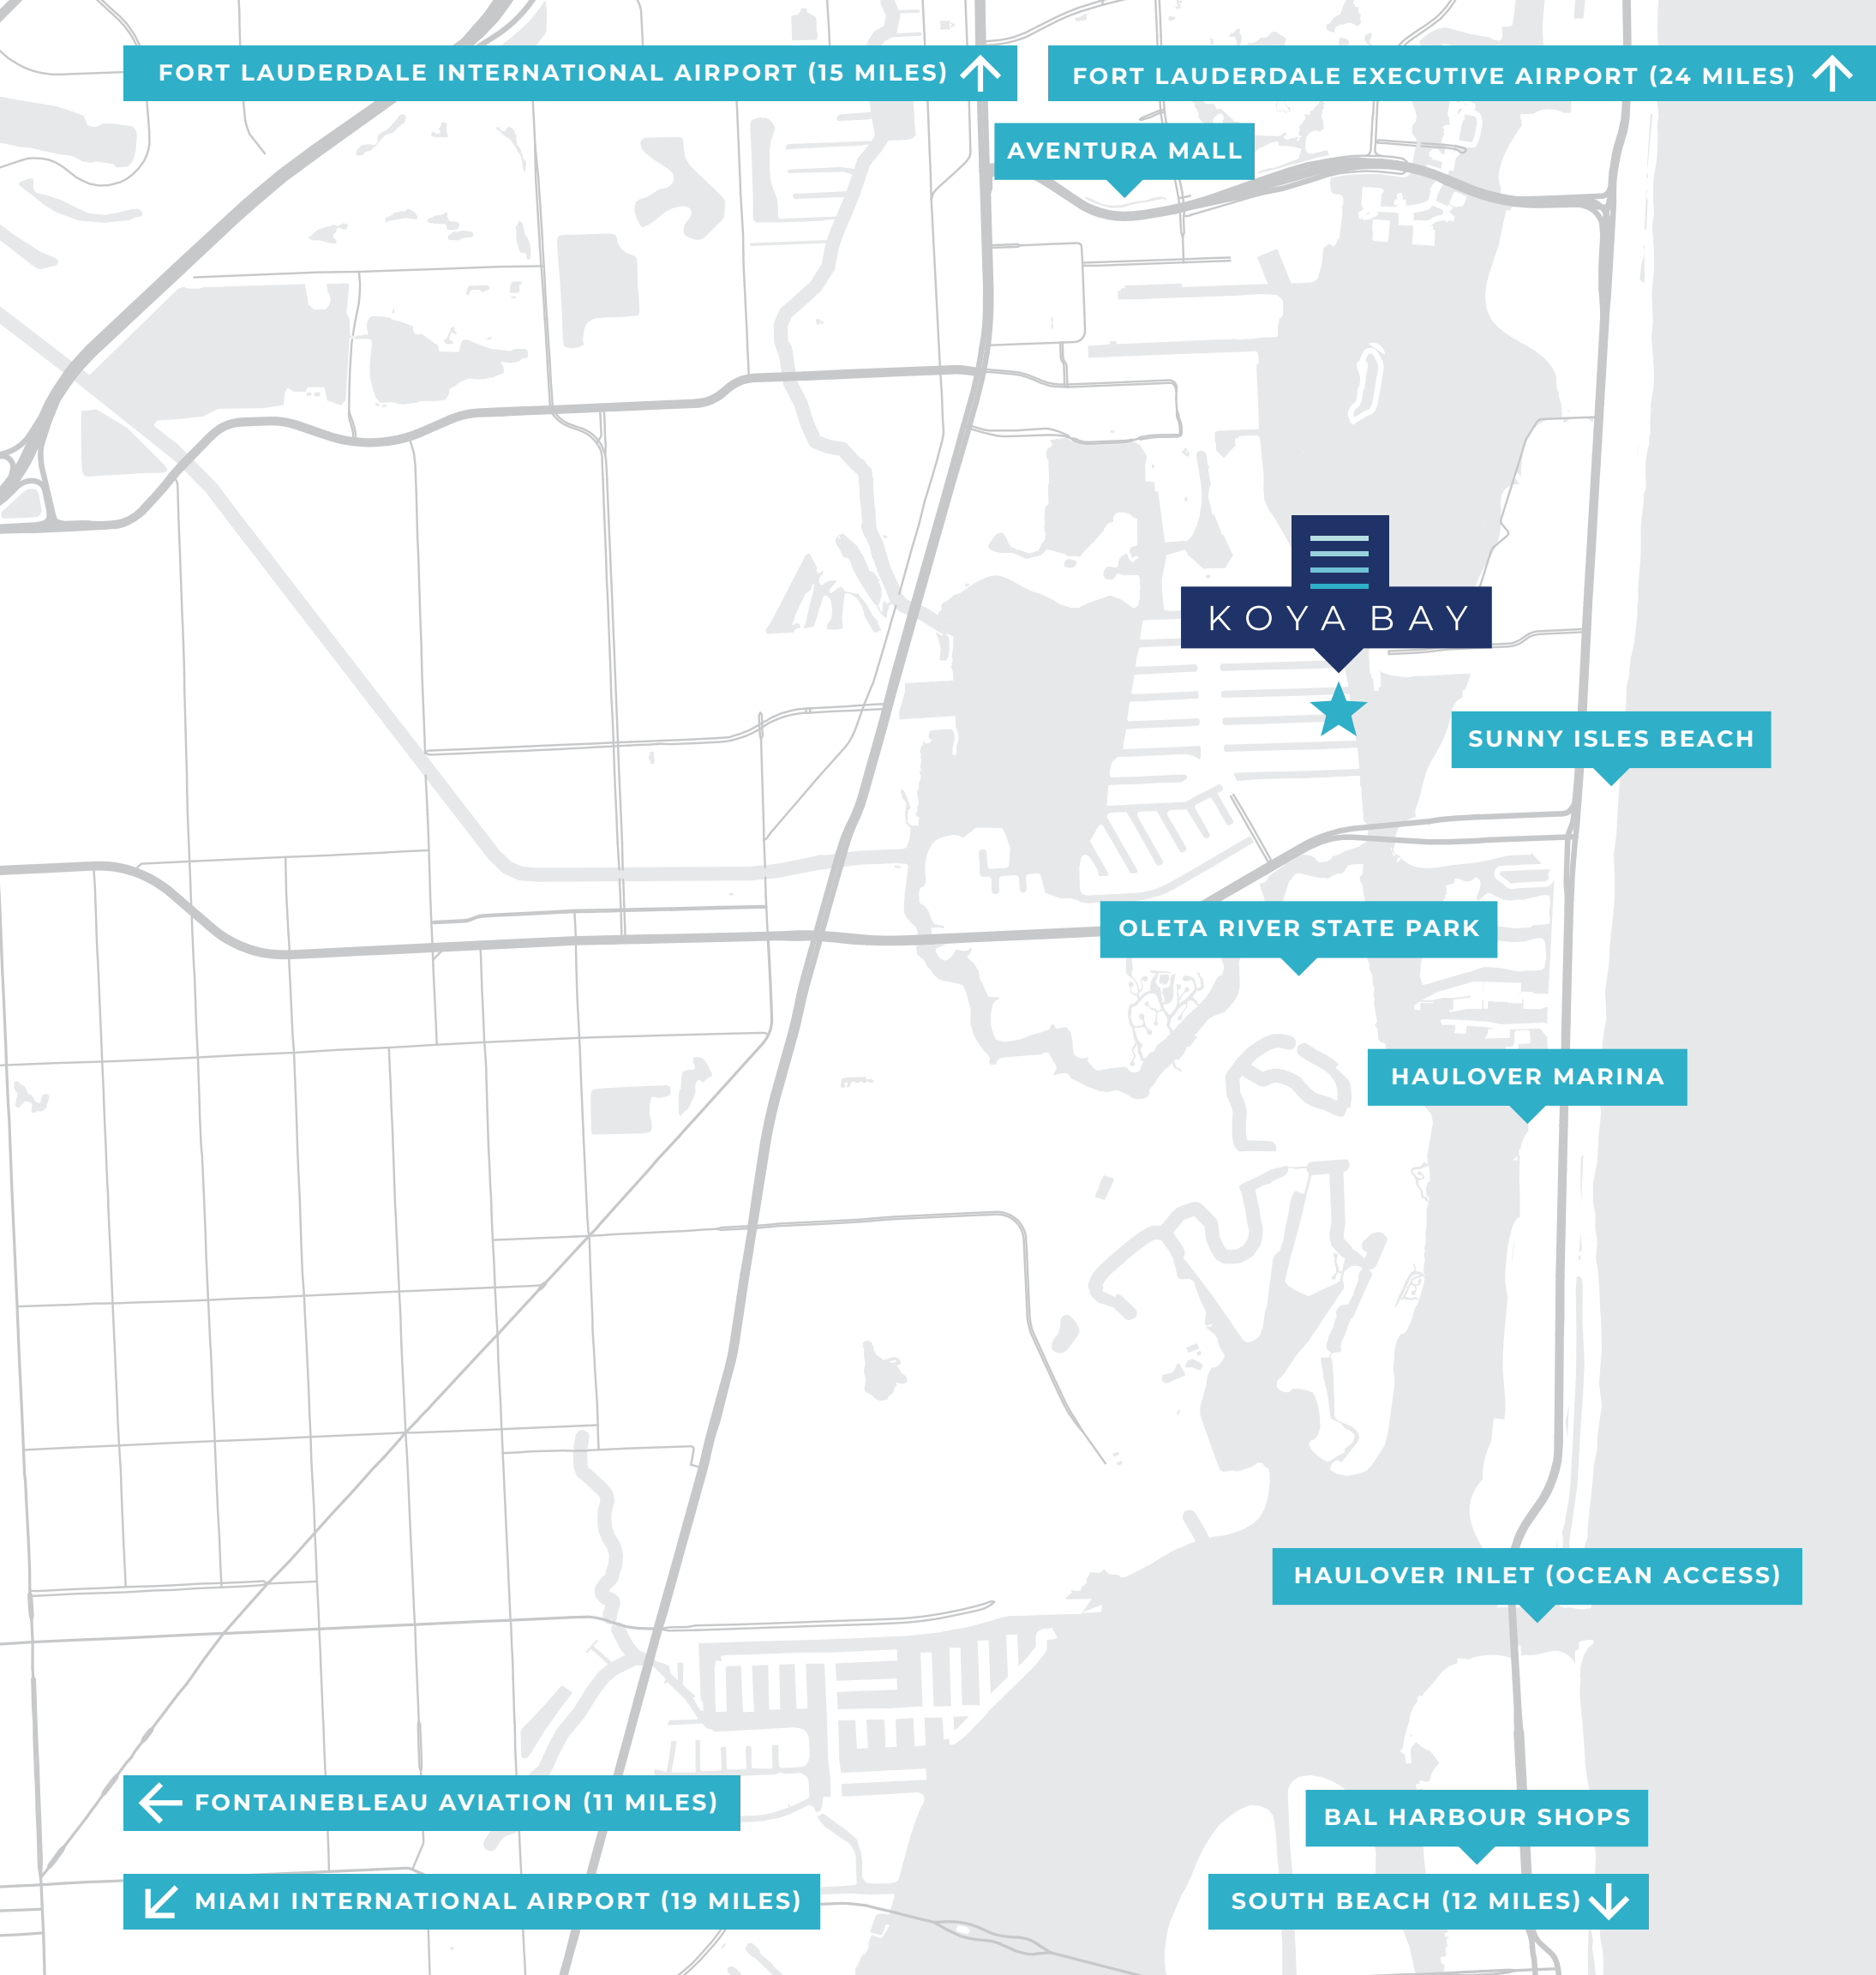 FORT LAUDERDALE INTERNATIONAL AIRPORT (15 MILES)
FORT LAUDERDALE EXECUTIVE AIRPORT (24 MILES)
AVENTURA MALL
KOYA BAY
SUNNY ISLES BEACH
OLETA RIVER STATE PARK
HAULOVER MARINA
HAULOVER INLET (OCEAN ACCESS)
FONTAINEBLEAU AVIATION (11 MILES)
BAL HARBOUR SHOPS
MIAMI INTERNATIONAL AIRPORT (19 MILES)
SOUTH BEACH (12 MILES)